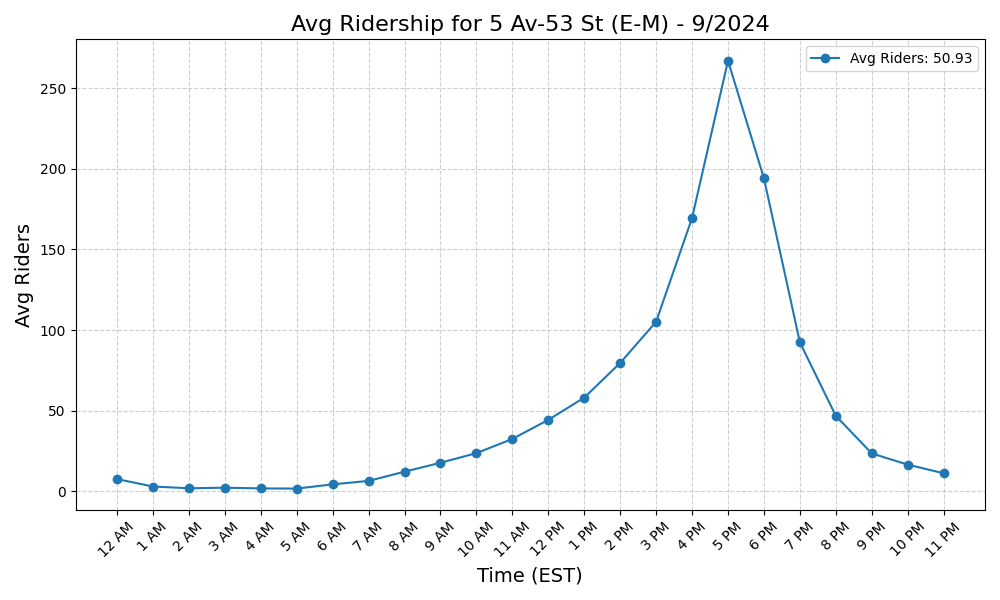 Avg Ridership for 5 Av-53 St (E-M) - 9/2024
Avg Riders: 50.93
Avg Riders
250
200
150
100
50
0
12 AM
1 AM
2 AM
3 AM
4 AM
5 AM
6 AM
7 AM
8 AM
9 AM
10 AM
11 AM
12 PM
1 PM
2 PM
3 PM
4 PM
5 PM
6 PM
7 PM
8 PM
9 PM
10 PM
11 PM
Time (EST)